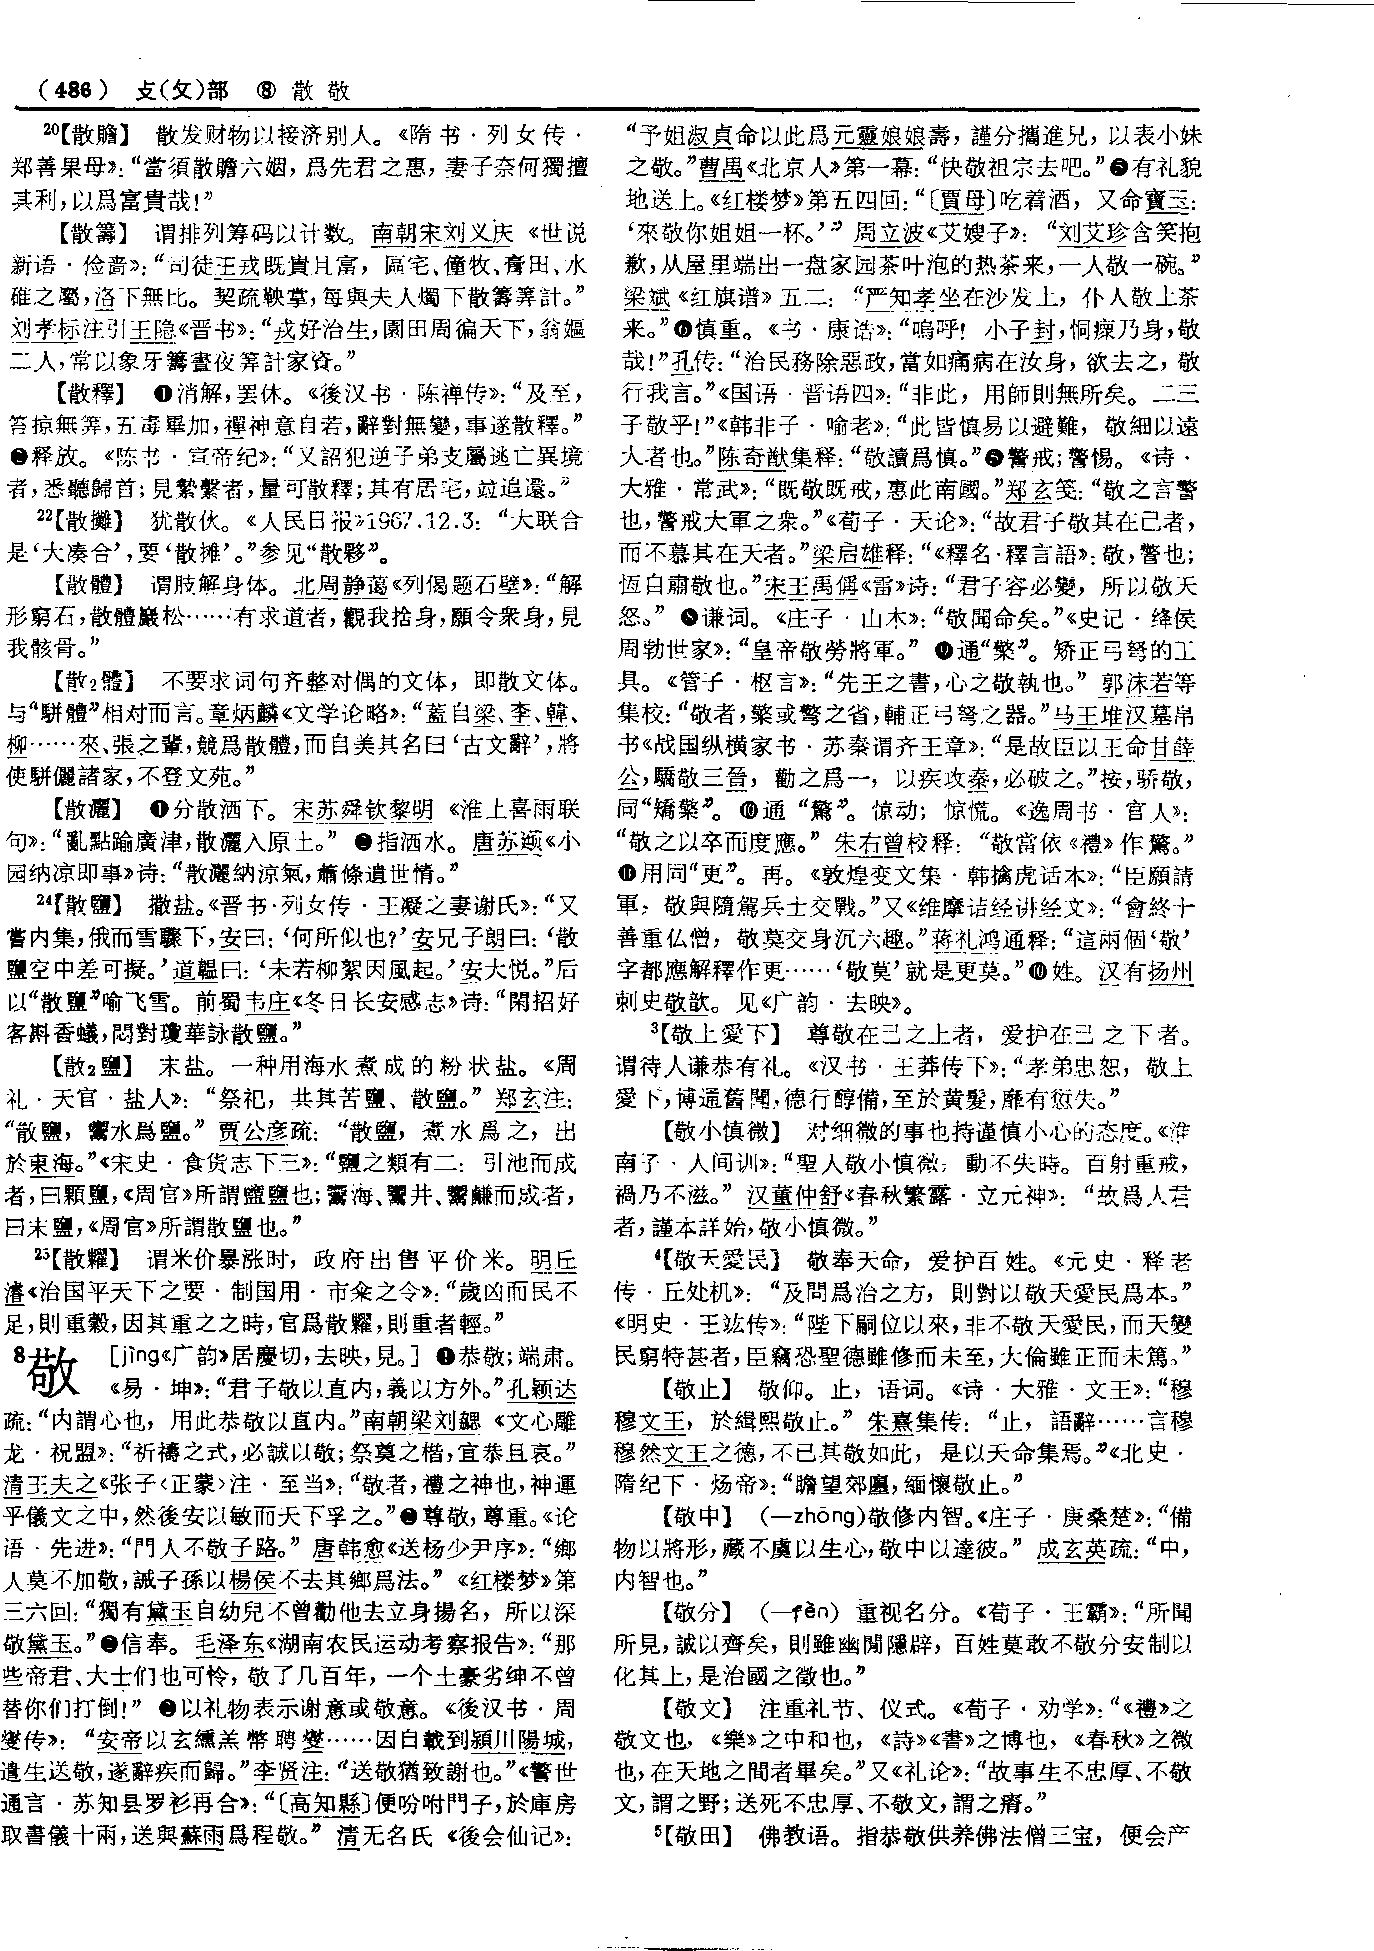 （486） 攴(攵)部 ⑧ 散 敬
20【散贍】 散发财物以接济别人。《隋书·列女传·
郑善果母》：“當須散贍六姻，爲先君之惠，妻子奈何獨擅
其利，以爲富貴哉！”
【散籌】 谓排列筹码以计数。南朝宋刘义庆《世说
新语·俭啬》：“司徒王戎既貴且富，區宅、僮牧、膏田、水
碓之屬，洛下無比。契疏鞅掌，每與夫人燭下散籌筭計。”
刘孝标注引王隐《晋书》：“戎好治生，園田周徧天下，翁嫗
二人，常以象牙籌晝夜筭計家資。”
【散釋】 ❶消解，罢休。《後汉书·陈禅传》：“及至，
笞掠無筭，五毒畢加，禪神意自若，辭對無變，事遂散釋。”
❷释放。《陈书·宣帝纪》：“又詔犯逆子弟支屬逃亡異境
者，悉聽歸首；見縶繫者，量可散釋；其有居宅，竝追還。”
22【散攤】 犹散伙。《人民日报》1967.12.3：“大联合
是‘大凑合’，要‘散摊’。”参见“散夥”。
【散體】 谓肢解身体。北周静蔼《列偈题石壁》：“解
形窮石，散體巖松……有求道者，觀我捨身，願令衆身，見
我骸骨。”
【散2體】 不要求词句齐整对偶的文体，即散文体。
与“駢體”相对而言。章炳麟《文学论略》：“蓋自梁、李、韓、
柳……來、張之輩，競爲散體，而自美其名曰‘古文辭’，將
使駢儷諸家，不登文苑。”
【散灑】 ❶分散洒下。宋苏舜钦黎明《淮上喜雨联
句》：“亂點踰廣津，散灑入原土。” ❷指洒水。唐苏颋《小
园纳凉即事》诗：“散灑納涼氣，蕭條遺世情。”
24【散鹽】 撒盐。《晋书·列女传·王凝之妻谢氏》：“又
嘗内集，俄而雪驟下，安曰：‘何所似也？’安兄子朗曰：‘散
鹽空中差可擬。’道韞曰：‘未若柳絮因風起。’安大悦。”后
以“散鹽”喻飞雪。前蜀韦庄《冬日长安感志》诗：“閑招好
客斟香蟻，悶對瓊華詠散鹽。”
【散2鹽】 末盐。一种用海水煮成的粉状盐。《周
礼·天官·盐人》：“祭祀，共其苦鹽、散鹽。”郑玄注：
“散鹽，鬻水爲鹽。”贾公彦疏：“散鹽，煮水爲之，出
於東海。”《宋史·食货志下三》：“鹽之類有二：引池而成
者，曰顆鹽，《周官》所謂盬鹽也；鬻海、鬻井、鬻鹻而成者，
曰末鹽，《周官》所謂散鹽也。”
25【散糶】 谓米价暴涨时，政府出售平价米。明丘
濬《治国平天下之要·制国用·市籴之令》：“歲凶而民不
足，則重穀，因其重之之時，官爲散糶，則重者輕。”
8敬 [jìng《广韵》居慶切，去映，見。] ❶恭敬；端肃。
《易·坤》：“君子敬以直内，義以方外。”孔颖达
疏：“内謂心也，用此恭敬以直内。”南朝梁刘勰《文心雕
龙·祝盟》：“祈禱之式，必誠以敬；祭奠之楷，宜恭且哀。”
清王夫之《张子〈正蒙〉注·至当》：“敬者，禮之神也，神運
乎儀文之中，然後安以敏而天下孚之。”❷尊敬，尊重。《论
语·先进》：“門人不敬子路。”唐韩愈《送杨少尹序》：“鄉
人莫不加敬，誡子孫以楊侯不去其鄉爲法。”《红楼梦》第
三六回：“獨有黛玉自幼兒不曾勸他去立身揚名，所以深
敬黛玉。”❸信奉。毛泽东《湖南农民运动考察报告》：“那
些帝君、大士们也可怜，敬了几百年，一个土豪劣绅不曾
替你们打倒！” ❹以礼物表示谢意或敬意。《後汉书·周
燮传》：“安帝以玄纁羔幣聘燮……因自載到潁川陽城，
遣生送敬，遂辭疾而歸。”李贤注：“送敬猶致謝也。”《警世
通言·苏知县罗衫再合》：“〔高知縣〕便吩咐門子，於庫房
取書儀十兩，送與蘇雨爲程敬。” 清无名氏《後会仙记》：
“予姐淑貞命以此爲元靈娘娘壽，謹分攜進兄，以表小妹
之敬。”曹禺《北京人》第一幕：“快敬祖宗去吧。”❺有礼貌
地送上。《红楼梦》第五四回：“〔賈母〕吃着酒，又命寶玉：
‘來敬你姐姐一杯。’” 周立波《艾嫂子》：“刘艾珍含笑抱
歉，从屋里端出一盘家园茶叶泡的热茶来，一人敬一碗。”
梁斌《红旗谱》五二：“严知孝坐在沙发上，仆人敬上茶
来。”❻慎重。《书·康诰》：“嗚呼！小子封，恫瘝乃身，敬
哉！”孔传：“治民務除惡政，當如痛病在汝身，欲去之，敬
行我言。”《国语·晋语四》：“非此，用師則無所矣。二三
子敬乎！”《韩非子·喻老》：“此皆慎易以避難，敬細以遠
大者也。”陈奇猷集释：“敬讀爲慎。”❼警戒；警惕。《诗·
大雅·常武》：“既敬既戒，惠此南國。”郑玄笺：“敬之言警
也，警戒大軍之衆。”《荀子·天论》：“故君子敬其在己者，
而不慕其在天者。”梁启雄释：“《釋名·釋言語》：敬，警也；
恆自肅敬也。”宋王禹偁《雷》诗：“君子容必變，所以敬天
怒。” ❽谦词。《庄子·山木》：“敬聞命矣。”《史记·绛侯
周勃世家》：“皇帝敬勞將軍。” ❾通“檠”。矫正弓弩的工
具。《管子·枢言》：“先王之書，心之敬執也。” 郭沫若等
集校：“敬者，檠或驚之省，輔正弓弩之器。”马王堆汉墓帛
书《战国纵横家书·苏秦谓齐王章》：“是故臣以王命甘薛
公，驕敬三晉，勸之爲一，以疾攻秦，必破之。”按，骄敬，
同“矯檠”。❿通“驚”。惊动；惊慌。《逸周书·官人》：
“敬之以卒而度應。” 朱右曾校释：“敬當依《禮》作驚。”
⓫用同“更”。再。《敦煌变文集·韩擒虎话本》：“臣願請
軍，敬與隨駕兵士交戰。”又《维摩诘经讲经文》：“會終十
善重仏僧，敬莫交身沉六趣。”蒋礼鸿通释：“這兩個‘敬’
字都應解釋作更……‘敬莫’就是更莫。”⓬姓。汉有扬州
刺史敬歆。见《广韵·去映》。
3【敬上愛下】 尊敬在己之上者，爱护在己之下者。
谓待人谦恭有礼。《汉书·王莽传下》：“孝弟忠恕，敬上
愛下，博通舊聞，德行醇備，至於黄髮，靡有愆失。”
【敬小慎微】 对细微的事也持谨慎小心的态度。《淮
南子·人间训》：“聖人敬小慎微，動不失時。百射重戒，
禍乃不滋。” 汉董仲舒《春秋繁露·立元神》：“故爲人君
者，謹本詳始，敬小慎微。”
4【敬天愛民】 敬奉天命，爱护百姓。《元史·释老
传·丘处机》：“及問爲治之方，則對以敬天愛民爲本。”
《明史·王竑传》：“陛下嗣位以來，非不敬天愛民，而天變
民窮特甚者，臣竊恐聖德雖修而未至，大倫雖正而未篤。”
【敬止】 敬仰。止，语词。《诗·大雅·文王》：“穆
穆文王，於緝熙敬止。” 朱熹集传：“止，語辭……言穆
穆然文王之德，不已其敬如此，是以天命集焉。”《北史·
隋纪下·炀帝》：“瞻望郊廛，緬懷敬止。”
【敬中】 （—zhōng）敬修内智。《庄子·庚桑楚》：“備
物以將形，藏不虞以生心，敬中以達彼。” 成玄英疏：“中，
内智也。”
【敬分】 （—fèn） 重视名分。《荀子·王霸》：“所聞
所見，誠以齊矣，則雖幽閒隱辟，百姓莫敢不敬分安制以
化其上，是治國之徵也。”
【敬文】 注重礼节、仪式。《荀子·劝学》：“《禮》之
敬文也，《樂》之中和也，《詩》《書》之博也，《春秋》之微
也，在天地之間者畢矣。”又《礼论》：“故事生不忠厚、不敬
文，謂之野；送死不忠厚、不敬文，謂之瘠。”
5【敬田】 佛教语。指恭敬供养佛法僧三宝，便会产